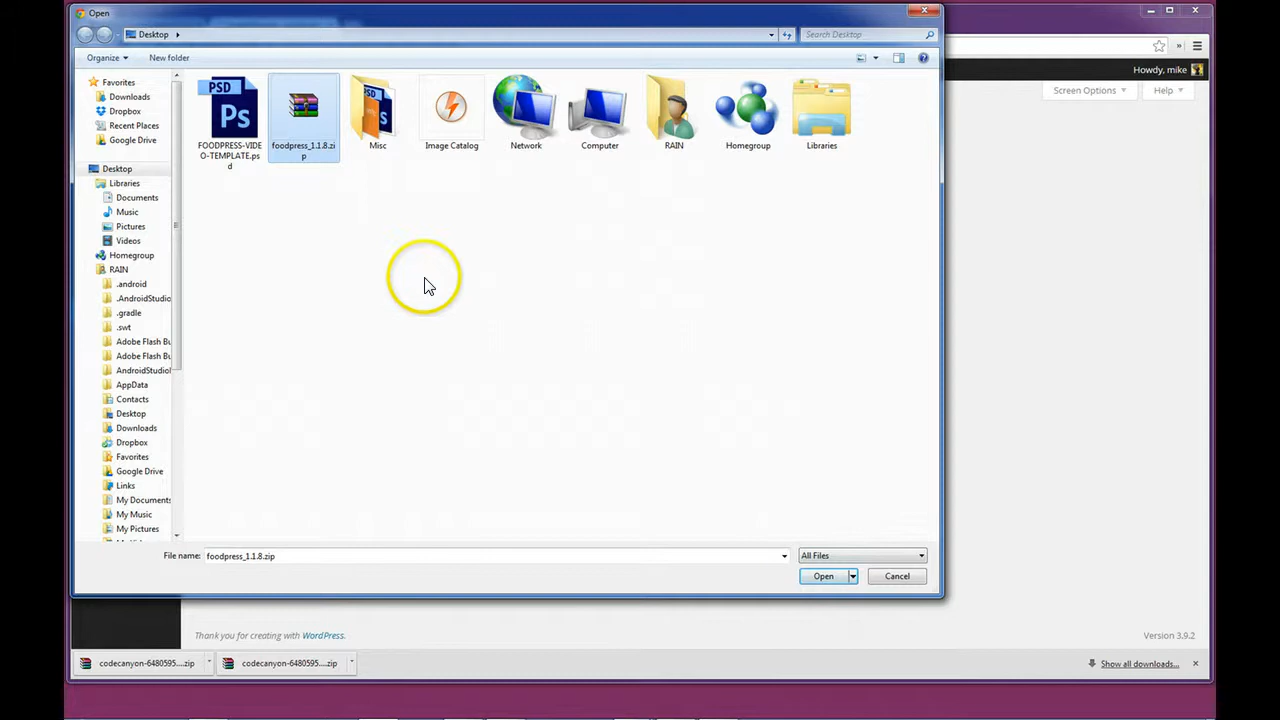 Open
Desktop
Search Desktop
Organize
New folder
Howdy, mike
Screen Options
Help
Favorites
Downloads
Dropbox
Recent Places
Google Drive
Desktop
Libraries
Documents
Music
Pictures
Videos
Homegroup
RAIN
.android
.AndroidStudio
.gradle
.swt
Adobe Flash Bu
Adobe Flash Bu
AndroidStudioI
AppData
Contacts
Desktop
Downloads
Dropbox
Favorites
Google Drive
Links
My Documents
My Music
My Pictures
PSD
Ps
FOODPRESS-VIDE
O-TEMPLATE.ps
d
foodpress_1.1.8.zi
p
PSD
Ps
Misc
Image Catalog
Network
Computer
RAIN
Homegroup
Libraries
File name:
foodpress_1.1.8.zip
All Files
Open
Cancel
Thank you for creating with WordPress.
Version 3.9.2
codecanyon-6480595....zip
codecanyon-6480595....zip
Show all downloads...